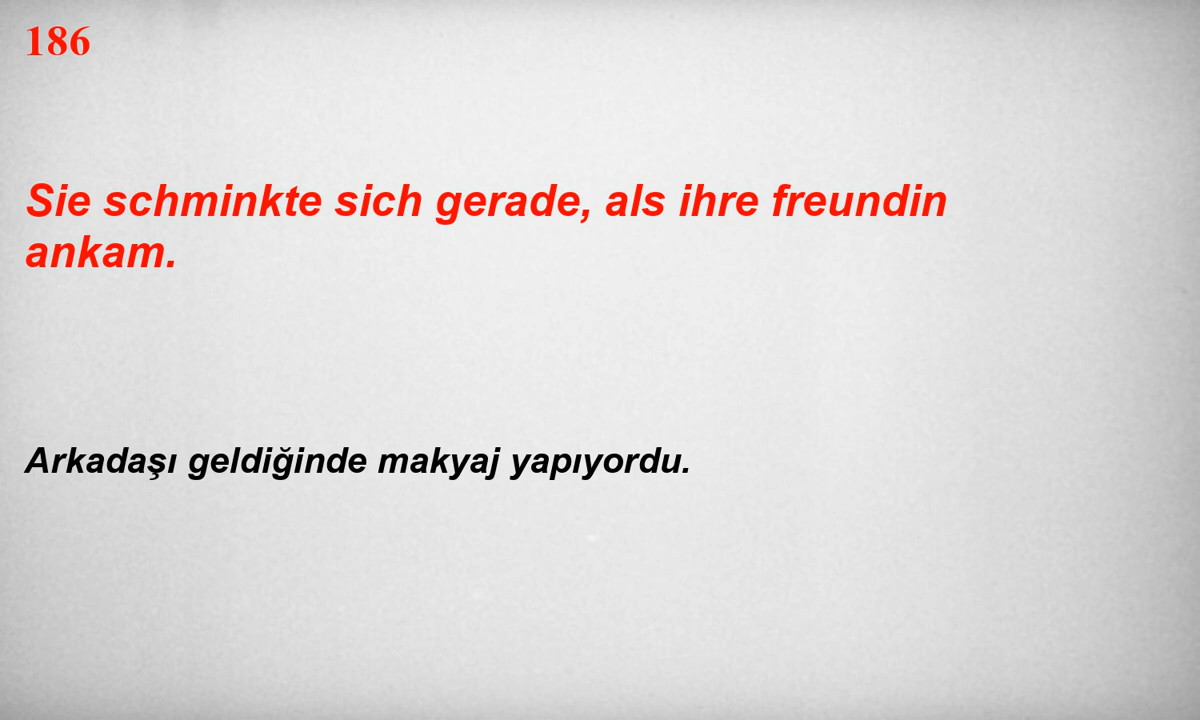 186
Sie schminkte sich gerade, als ihre freundin
ankam.
Arkadaşı geldiğinde makyaj yapıyordu.